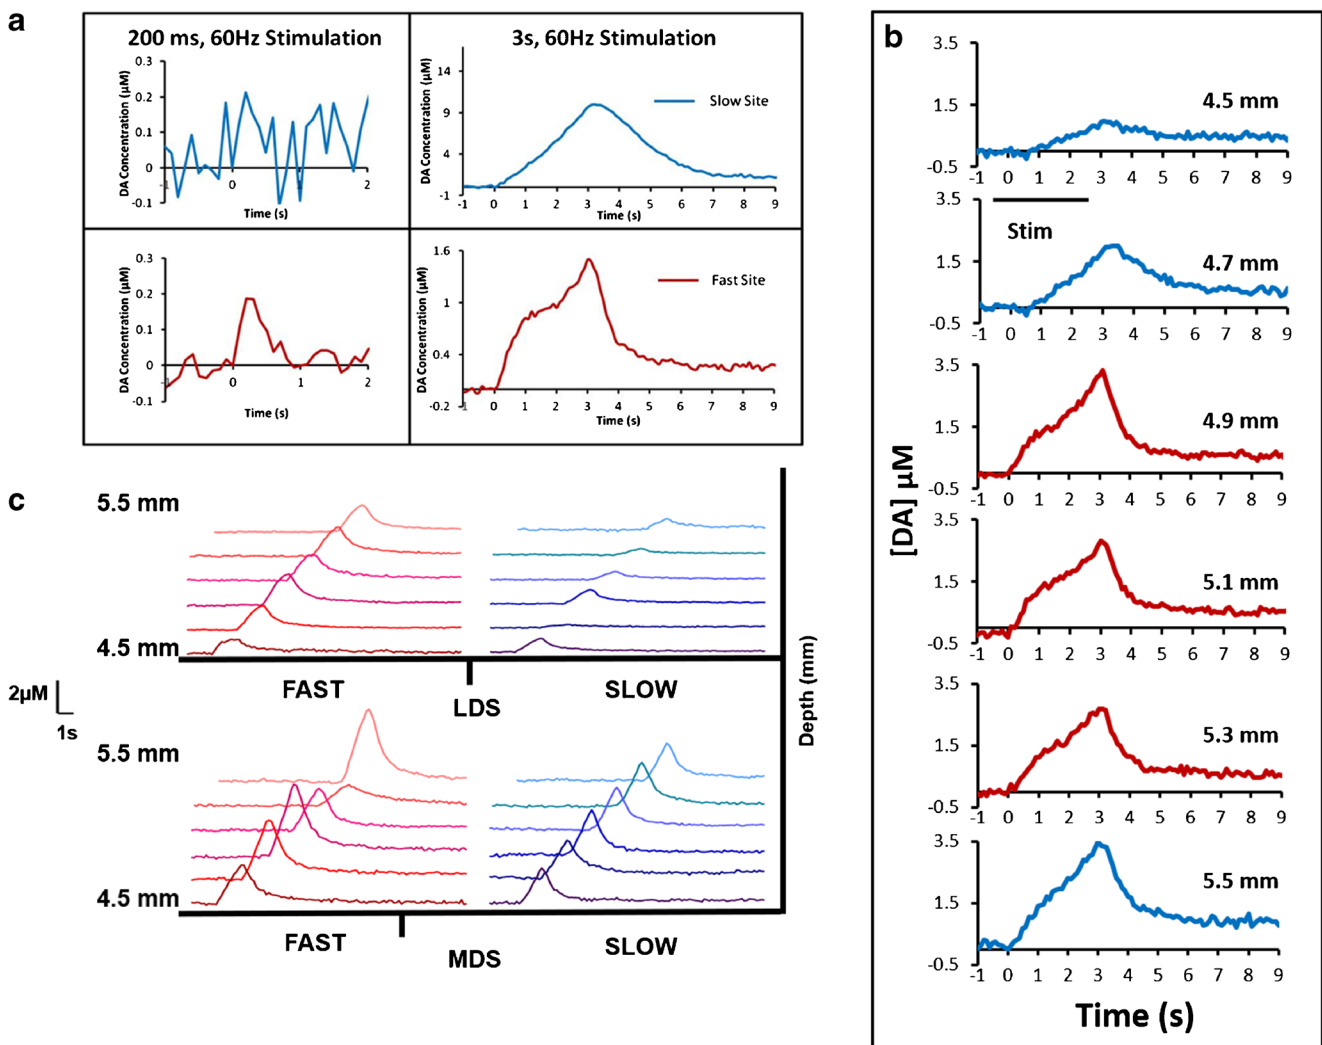 a
200 ms, 60Hz Stimulation
DA Concentration (µM)
0.3
0.2
0.1
0
-0.1
0
1
2
Time (s)
3s, 60Hz Stimulation
DA Concentration (µM)
14
9
4
-1
Slow Site
-1 0 1 2 3 4 5 6 7 8 9
Time (s)
DA Concentration (µM)
0.3
0.2
0.1
0
-0.1
0 1 2
Time (s)
DA Concentration (µM)
1.6
1
0.4
-0.2
Fast Site
-1 0 1 2 3 4 5 6 7 8 9
Time (s)
b
[DA] µM
3.5
1.5
-0.5
4.5 mm
-1 0 1 2 3 4 5 6 7 8 9
3.5
1.5
-0.5
Stim
4.7 mm
-1 0 1 2 3 4 5 6 7 8 9
3.5
1.5
-0.5
4.9 mm
-1 0 1 2 3 4 5 6 7 8 9
3.5
1.5
-0.5
5.1 mm
-1 0 1 2 3 4 5 6 7 8 9
3.5
1.5
-0.5
5.3 mm
-1 0 1 2 3 4 5 6 7 8 9
3.5
1.5
-0.5
5.5 mm
-1 0 1 2 3 4 5 6 7 8 9
Time (s)
c
5.5 mm
4.5 mm
FAST
LDS
SLOW
2µM
1s
5.5 mm
4.5 mm
FAST
MDS
SLOW
Depth (mm)